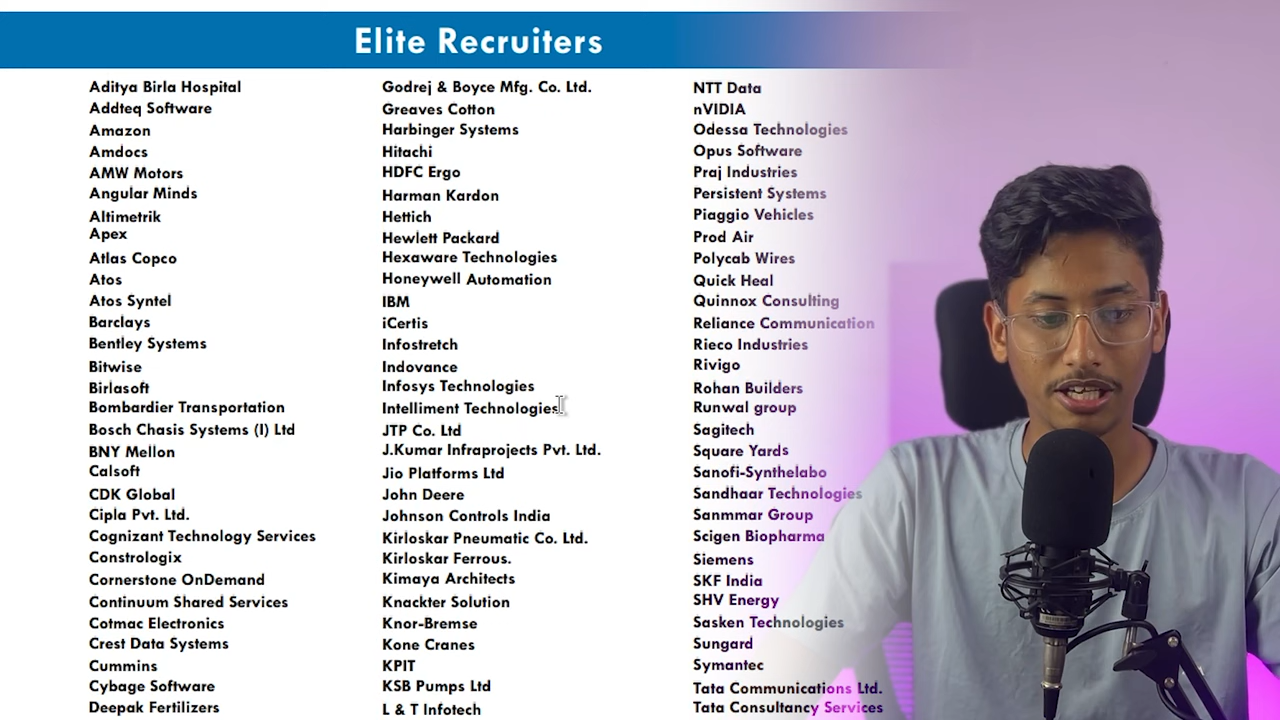 Elite Recruiters
Aditya Birla Hospital
Addteq Software
Amazon
Amdocs
AMW Motors
Angular Minds
Altimetrik
Apex
Atlas Copco
Atos
Atos Syntel
Barclays
Bentley Systems
Bitwise
Birlasoft
Bombardier Transportation
Bosch Chasis Systems (I) Ltd
BNY Mellon
Calsoft
CDK Global
Cipla Pvt. Ltd.
Cognizant Technology Services
Constrologix
Cornerstone OnDemand
Continuum Shared Services
Cotmac Electronics
Crest Data Systems
Cummins
Cybage Software
Deepak Fertilizers
Godrej & Boyce Mfg. Co. Ltd.
Greaves Cotton
Harbinger Systems
Hitachi
HDFC Ergo
Harman Kardon
Hettich
Hewlett Packard
Hexaware Technologies
Honeywell Automation
IBM
iCertis
Infostretch
Indovance
Infosys Technologies
Intelliment Technologies
JTP Co. Ltd
J.Kumar Infraprojects Pvt. Ltd.
Jio Platforms Ltd
John Deere
Johnson Controls India
Kirloskar Pneumatic Co. Ltd.
Kirloskar Ferrous.
Kimaya Architects
Knackter Solution
Knor-Bremse
Kone Cranes
KPIT
KSB Pumps Ltd
L & T Infotech
NTT Data
nVIDIA
Odessa Technologies
Opus Software
Praj Industries
Persistent Systems
Piaggio Vehicles
Prod Air
Polycab Wires
Quick Heal
Quinnox Consulting
Reliance Communication
Rieco Industries
Rivigo
Rohan Builders
Runwal group
Sagitech
Square Yards
Sanofi-Synthelabo
Sandhaar Technologies
Sanmmar Group
Scigen Biopharma
Siemens
SKF India
SHV Energy
Sasken Technologies
Sungard
Symantec
Tata Communications Ltd.
Tata Consultancy Services